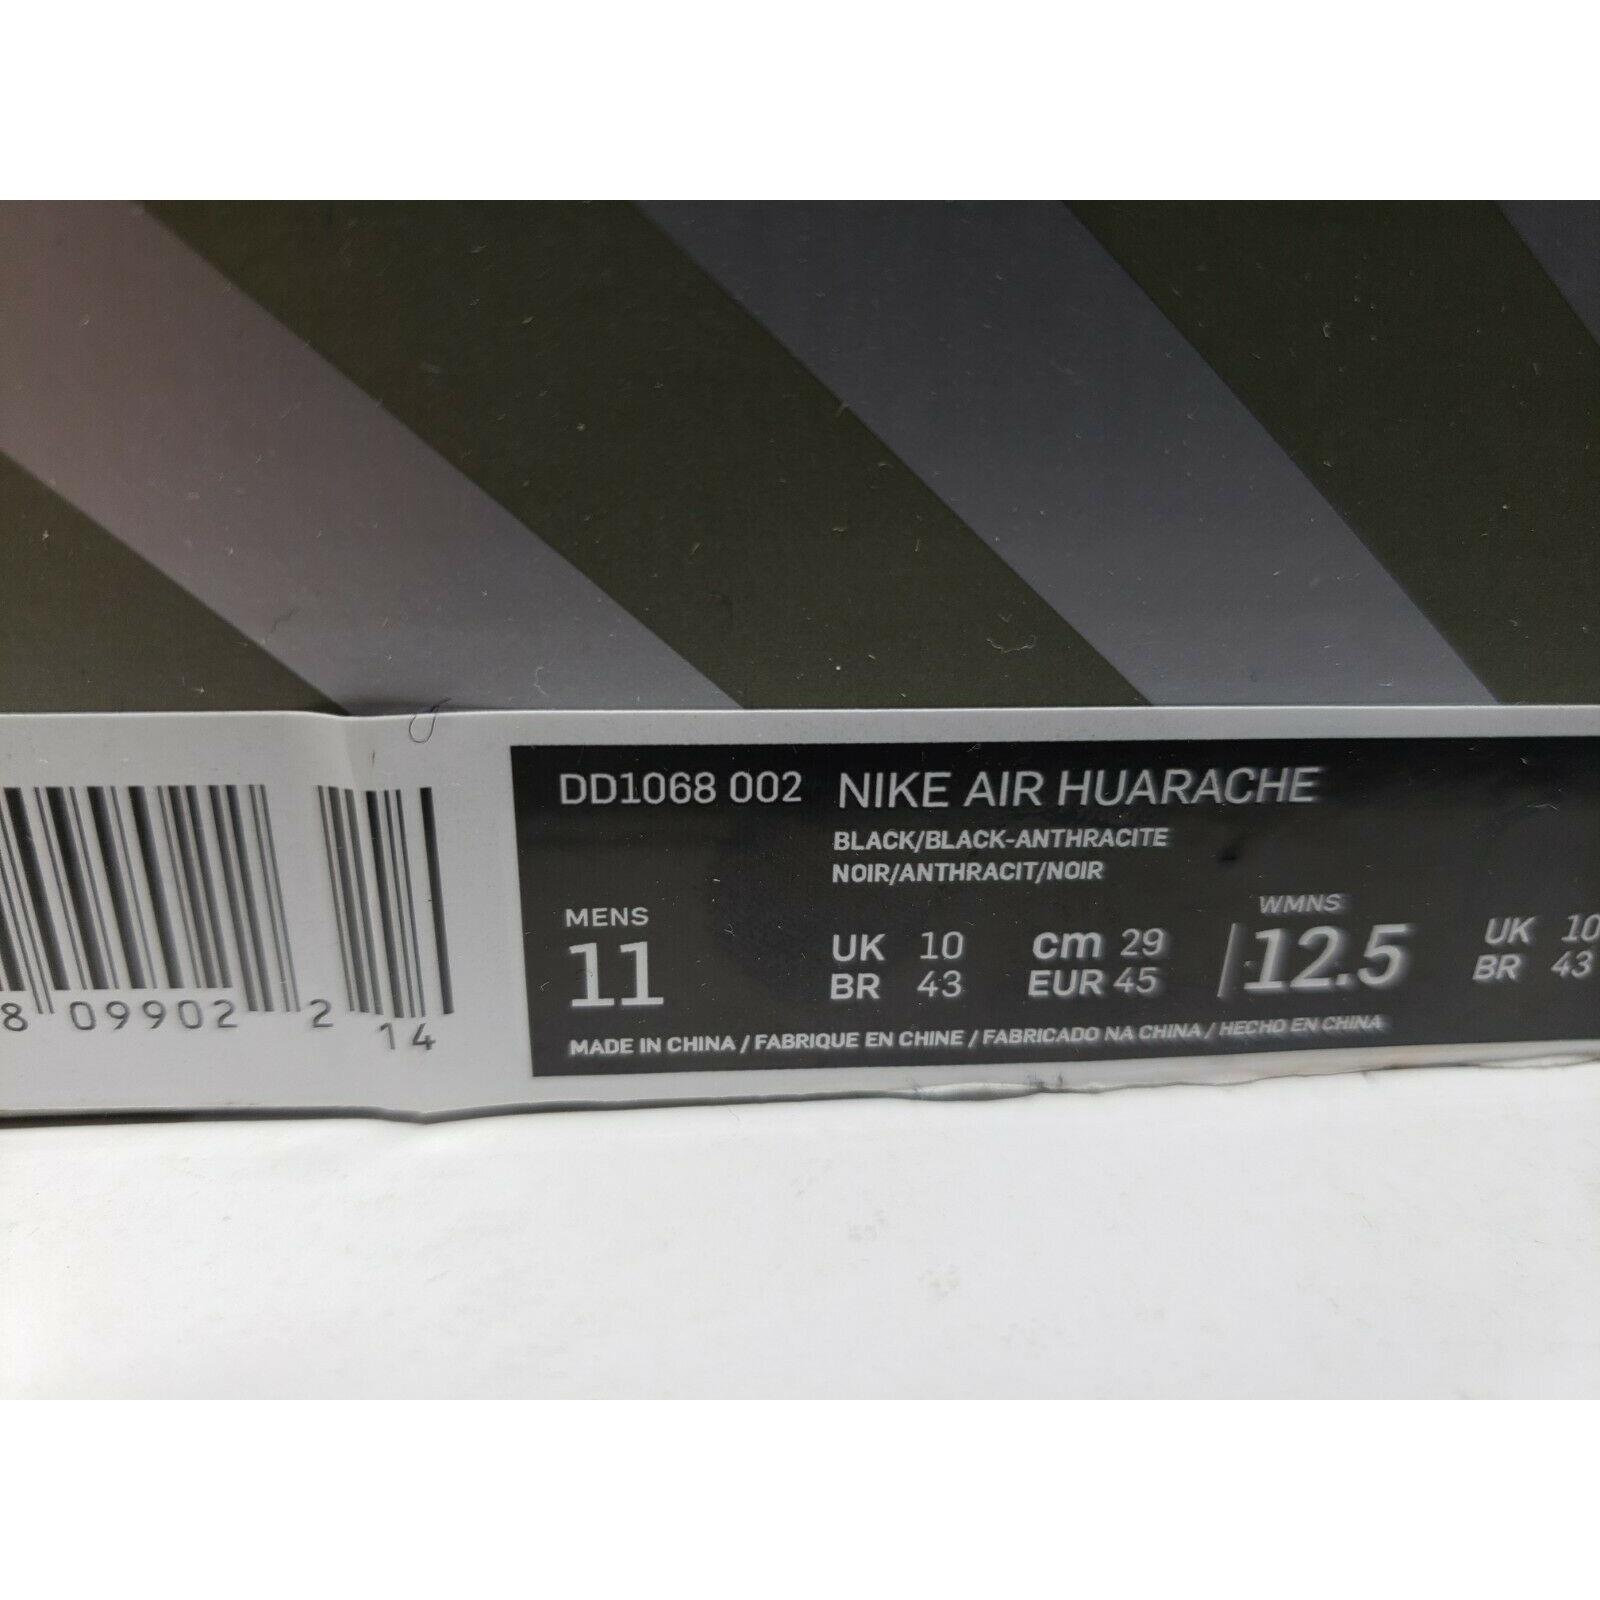 DD1068 002 NIKE AIR HUARACHE
BLACK/BLACK-ANTHRACITE
NOIR/ANTHRACIT/NOIR
MENS
11
UK 10 cm 29
BR 43 EUR 45
WMNS
12.5
UK 10
BR 43
MADE IN CHINA / FABRIQUE EN CHINE / FABRICADO NA CHINA / HECHO EN CHINA
8 09902 2
14